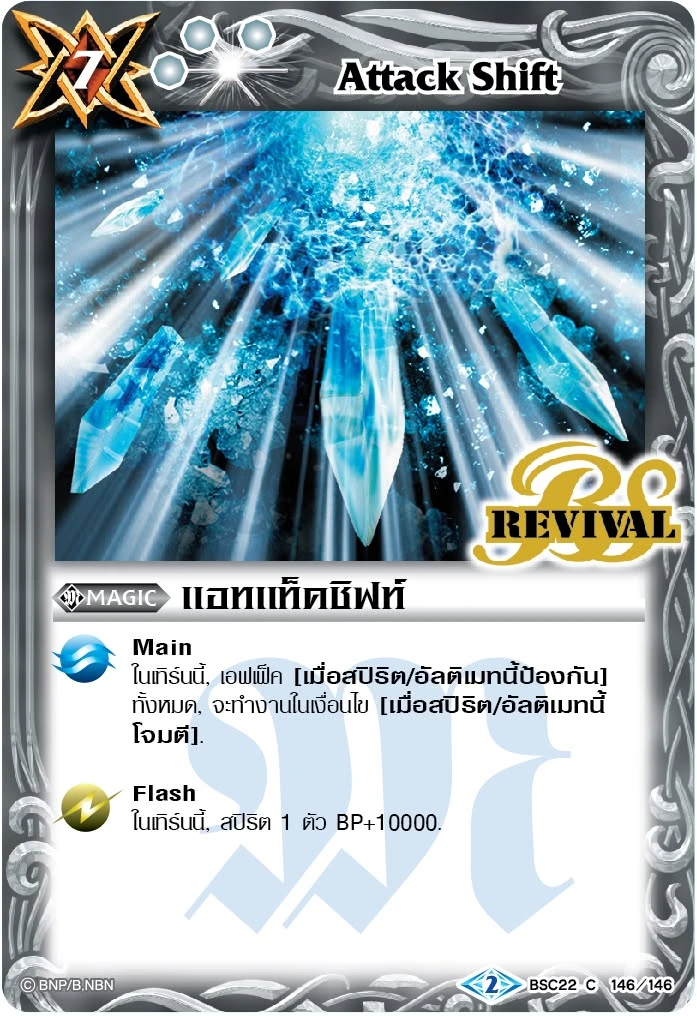 7
Attack Shift
BS
REVIVAL
MAGIC แอทแท็คชิฟท์
Main
ในเทิร์นนี้, เอฟเฟ็ค [เมื่อสปิริต/อัลติเมทนี้ป้องกัน]
ทั้งหมด, จะทำงานในเงื่อนไข [เมื่อสปิริต/อัลติเมทนี้
โจมตี].
Flash
ในเทิร์นนี้, สปิริต 1 ตัว BP+10000.
© BNP/B.NBN
2 BSC22 C 146/146